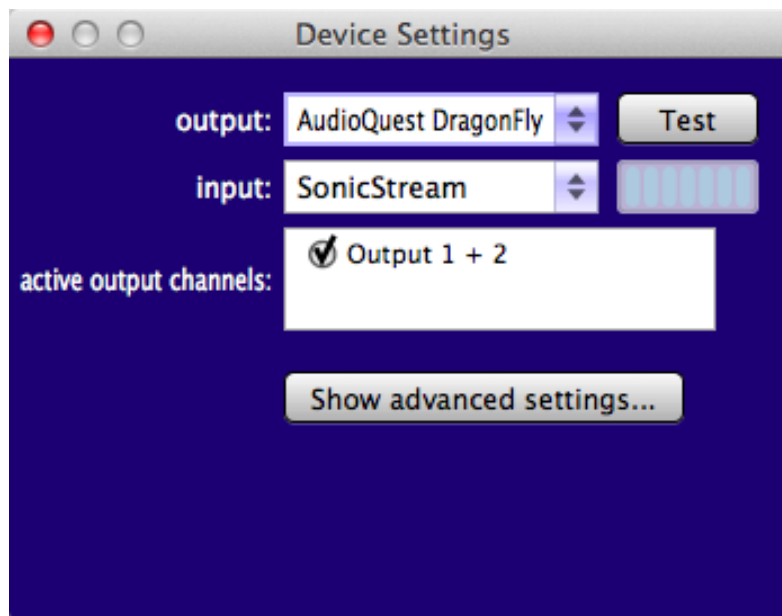 Device Settings
output: AudioQuest DragonFly Test
input: SonicStream
active output channels: Output 1 + 2
Show advanced settings...